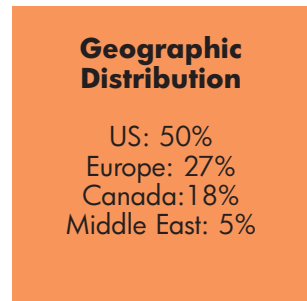 Geographic
Distribution
US: 50%
Europe: 27%
Canada:18%
Middle East: 5%